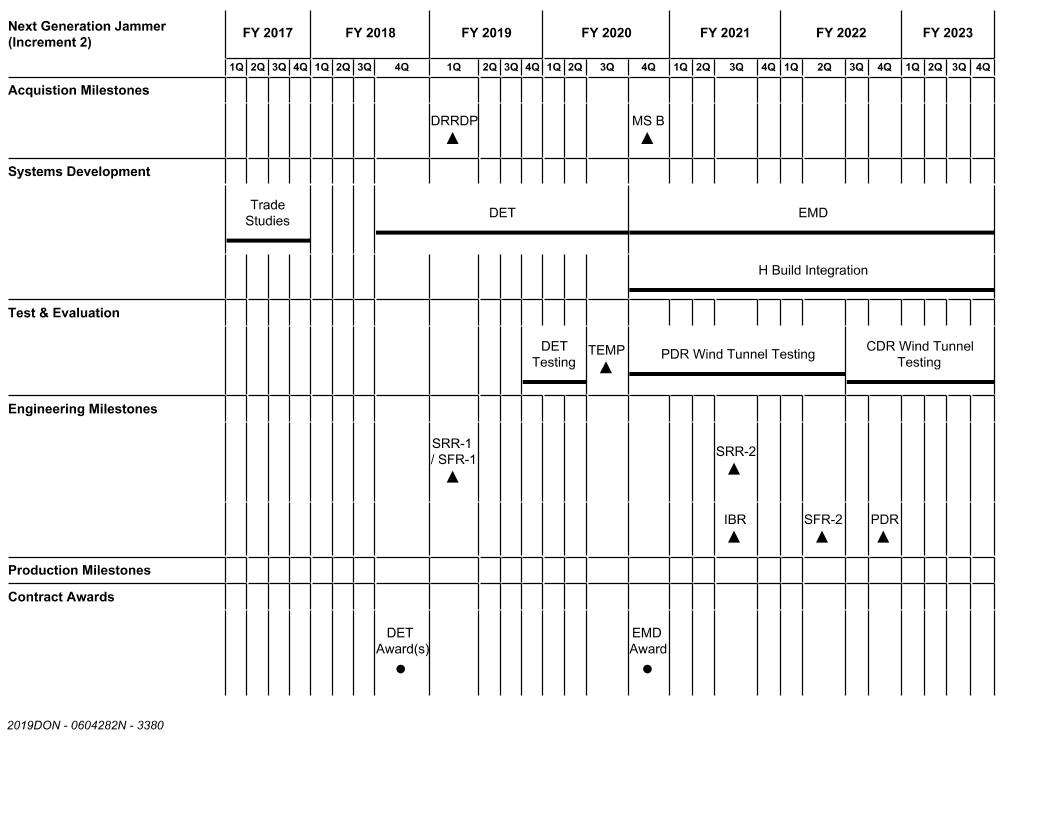 Next Generation Jammer
(Increment 2)
FY 2017 FY 2018 FY 2019 FY 2020 FY 2021 FY 2022 FY 2023
1Q 2Q 3Q 4Q 1Q 2Q 3Q 4Q 1Q 2Q 3Q 4Q 1Q 2Q 3Q 4Q 1Q 2Q 3Q 4Q 1Q 2Q 3Q 4Q 1Q 2Q 3Q 4Q
Acquistion Milestones
DRRDP MS B
Systems Development
Trade
Studies
DET
EMD
H Build Integration
Test & Evaluation
DET
Testing
TEMP
PDR Wind Tunnel Testing
CDR Wind Tunnel
Testing
Engineering Milestones
SRR-1
/ SFR-1
SRR-2
IBR SFR-2 PDR
Production Milestones
Contract Awards
DET
Award(s)
EMD
Award
2019DON - 0604282N - 3380